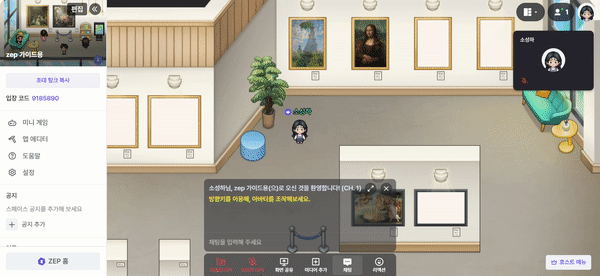 편집
zep 가이드용
초대 링크 복사
입장 코드 9185890
미니 게임
맵 에디터
도움말
설정
공지
스페이스 공지를 추가해 보세요
공지 추가
ZEP 홈
소성하
소성하님, zep 가이드용(으)로 오신 것을 환영합니다! (CH. 1)
방향키를 이용해, 아바타를 조작해보세요.
채팅을 입력해 주세요
화면 공유
미디어 추가
채팅
리액션
1
소성하
호스트 메뉴